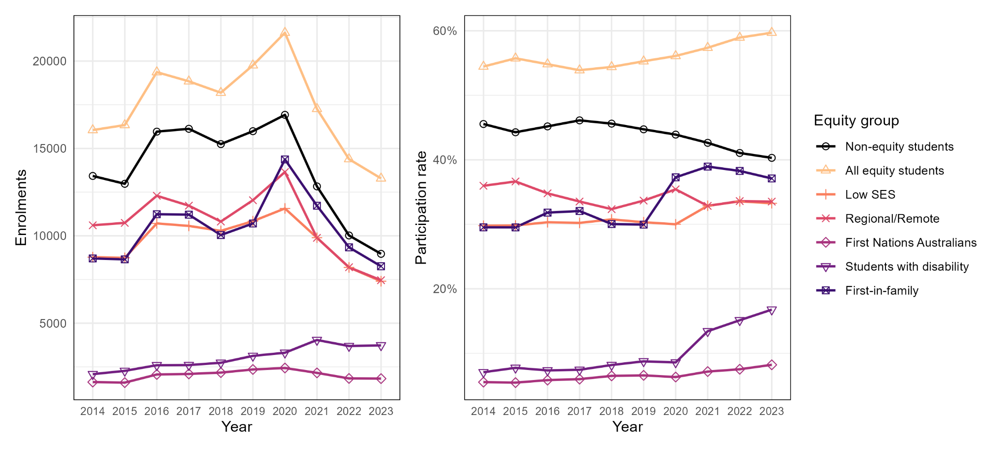 Enrolments
20000
15000
10000
5000
2014 2015 2016 2017 2018 2019 2020 2021 2022 2023
Year
Participation rate
60%
40%
20%
2014 2015 2016 2017 2018 2019 2020 2021 2022 2023
Year
Equity group
Non-equity students
All equity students
Low SES
Regional/Remote
First Nations Australians
Students with disability
First-in-family